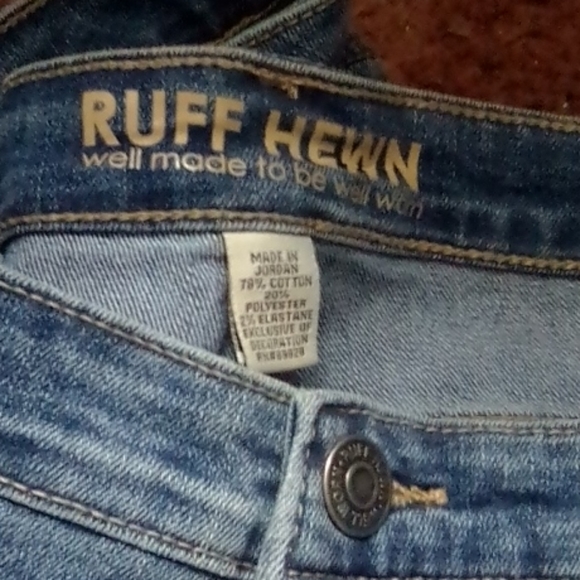 RUFF HEWN
well made to be well worn
MADE IN
JORDAN
78% COTTON
20%
POLYESTER
2% ELASTANE
EXCLUSIVE OF
DECORATION
RUFF